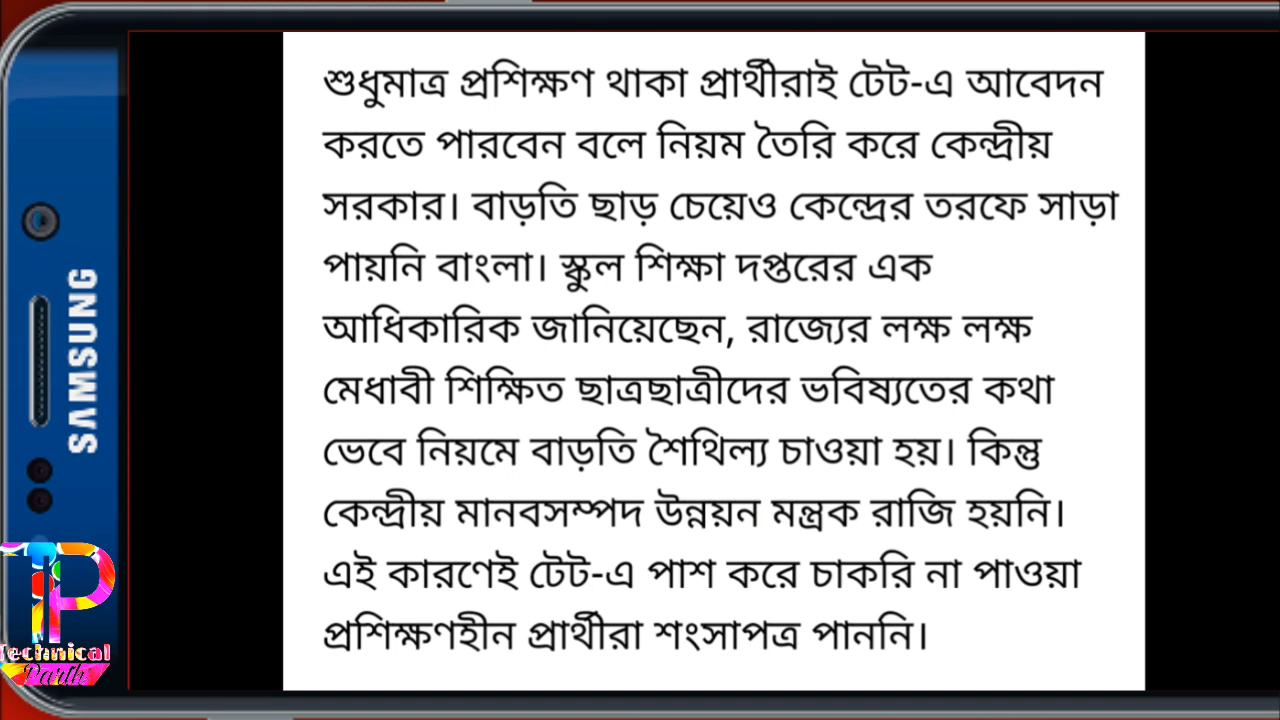 শুধুমাত্র প্রশিক্ষণ থাকা প্রার্থীরাই টেট-এ আবেদন
করতে পারবেন বলে নিয়ম তৈরি করে কেন্দ্রীয়
সরকার। বাড়তি ছাড় চেয়েও কেন্দ্রের তরফে সাড়া
পায়নি বাংলা। স্কুল শিক্ষা দপ্তরের এক
আধিকারিক জানিয়েছেন, রাজ্যের লক্ষ লক্ষ
মেধাবী শিক্ষিত ছাত্রছাত্রীদের ভবিষ্যতের কথা
ভেবে নিয়মে বাড়তি শৈথিল্য চাওয়া হয়। কিন্তু
কেন্দ্রীয় মানবসম্পদ উন্নয়ন মন্ত্রক রাজি হয়নি।
এই কারণেই টেট-এ পাশ করে চাকরি না পাওয়া
প্রশিক্ষণহীন প্রার্থীরা শংসাপত্র পাননি।
SAMSUNG
TP
Technical
Parth